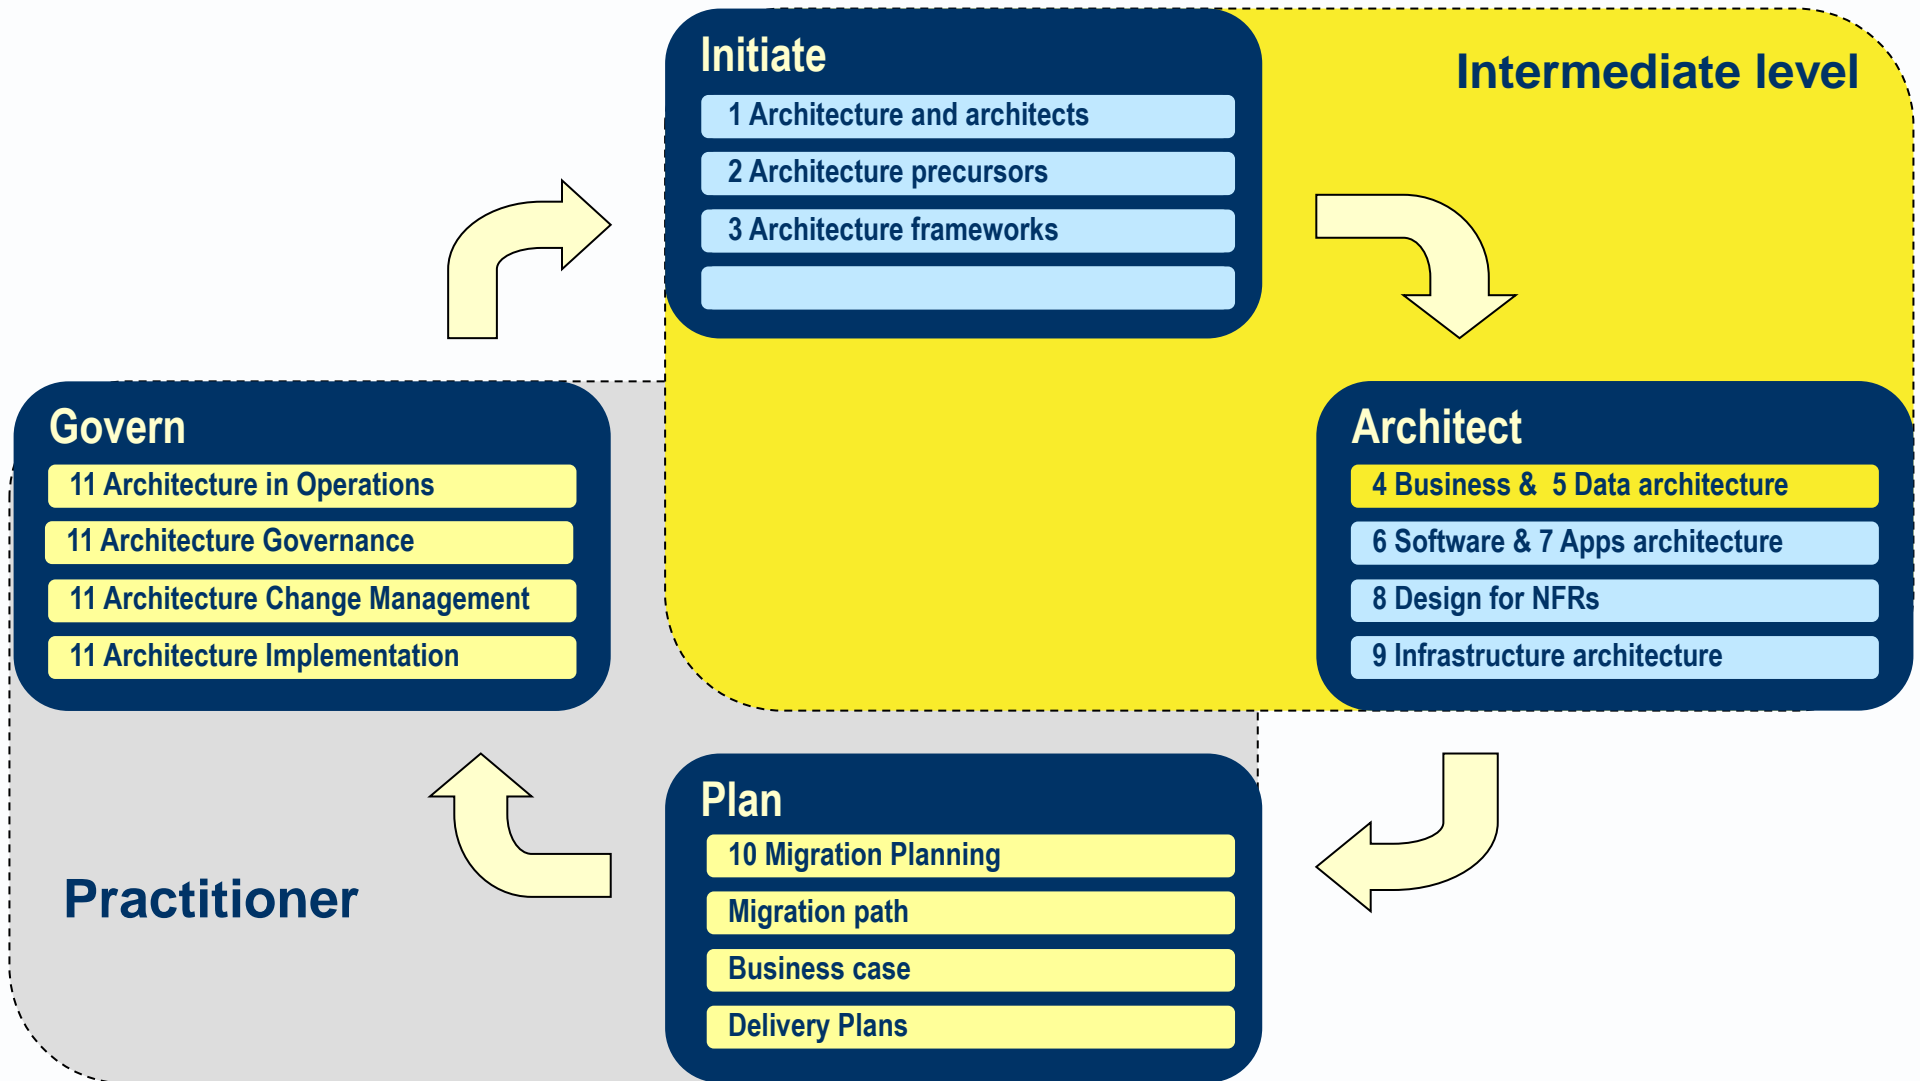 Initiate
1 Architecture and architects
2 Architecture precursors
3 Architecture frameworks
Intermediate level
Govern
11 Architecture in Operations
11 Architecture Governance
11 Architecture Change Management
11 Architecture Implementation
Architect
4 Business &  5 Data architecture
6 Software & 7 Apps architecture
8 Design for NFRs
9 Infrastructure architecture
Practitioner
Plan
10 Migration Planning
Migration path
Business case
Delivery Plans